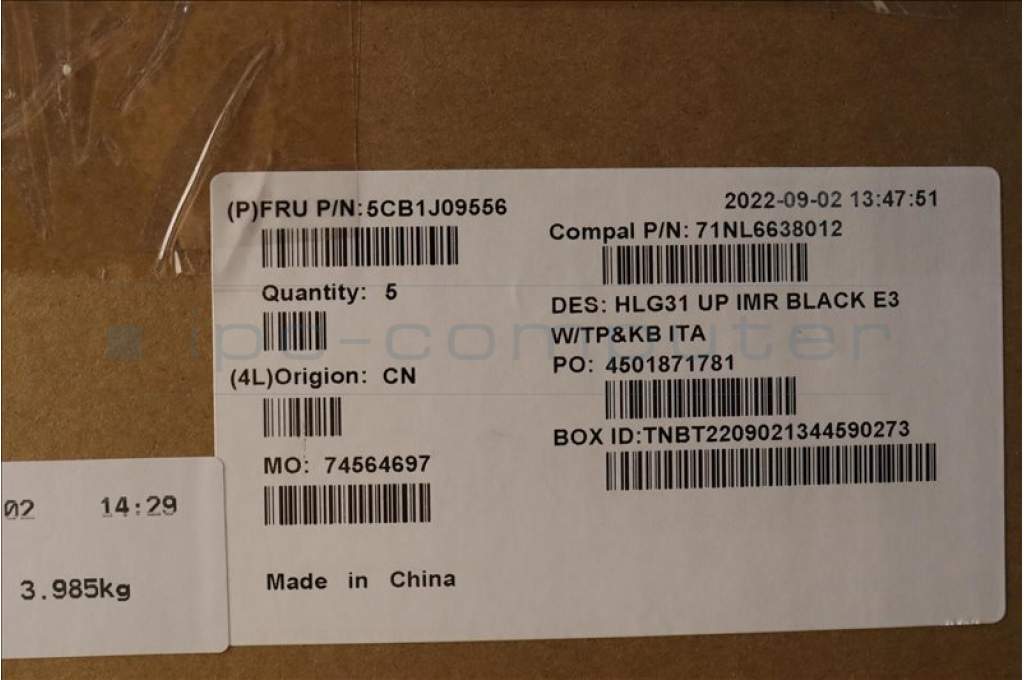 (P)FRU P/N:5CB1J09556
2022-09-02 13:47:51
Compal P/N: 71NL6638012
Quantity: 5
DES: HLG31 UP IMR BLACK E3
W/TP&KB ITA
ipc-computer
PO: 4501871781
(4L)Origion: CN
BOX ID:TNBT2209021344590273
MO: 74564697
Made in China
02 14:29
3.985kg